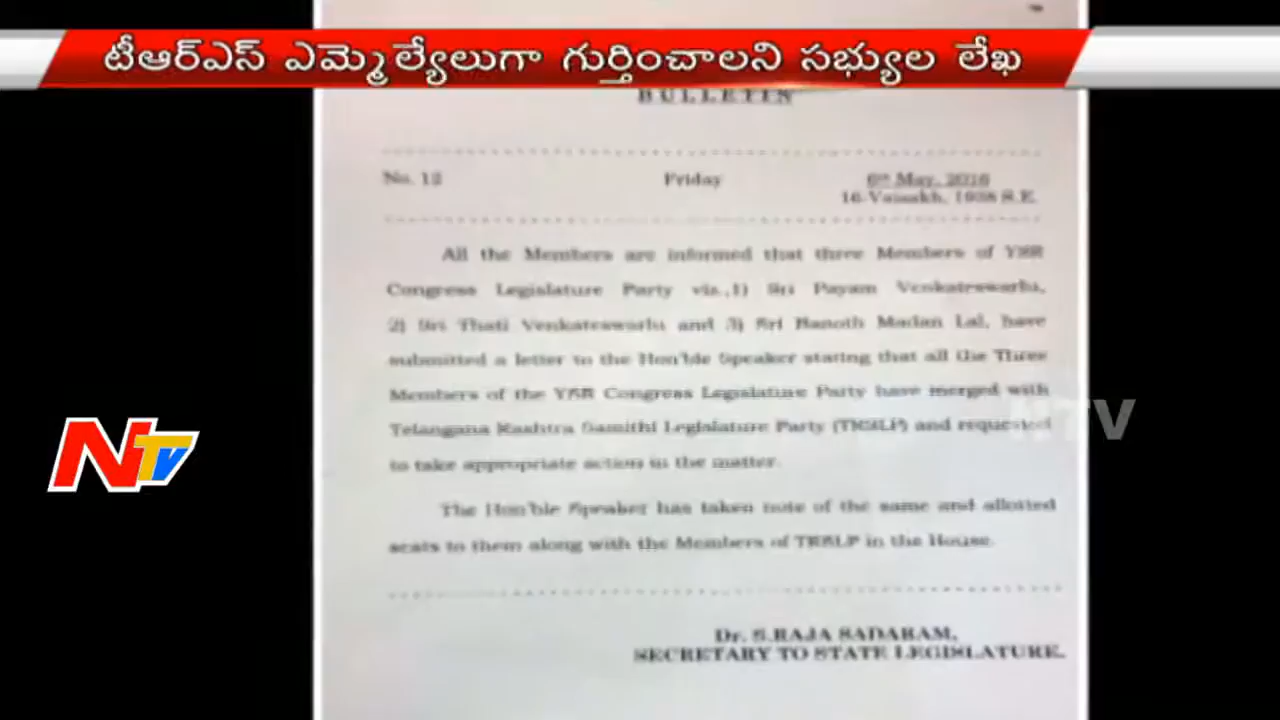 టీఆర్ఎస్ ఎమ్మెల్యేలుగా గుర్తించాలని సభ్యుల లేఖ
BULLETIN
No. 12 Friday 6th May, 2016
16-Vaisakh, 1938 S.E.
All the Members are informed that three Members of YSR
Congress Legislature Party viz.,1) Sri Payam Venkateswarlu,
2) Sri Thati Venkateswarlu and 3) Sri Banoth Madan Lal, have
submitted a letter to the Hon'ble Speaker stating that all the Three
Members of the YSR Congress Legislature Party have merged with
Telangana Rashtra Samithi Legislature Party (TRSLP) and requested
to take appropriate action in the matter.
NTV
NTV
The Hon'ble Speaker has taken note of the same and allotted
seats to them along with the Members of TRSLP in the House.
Dr. S.RAJA SADARAM,
SECRETARY TO STATE LEGISLATURE.